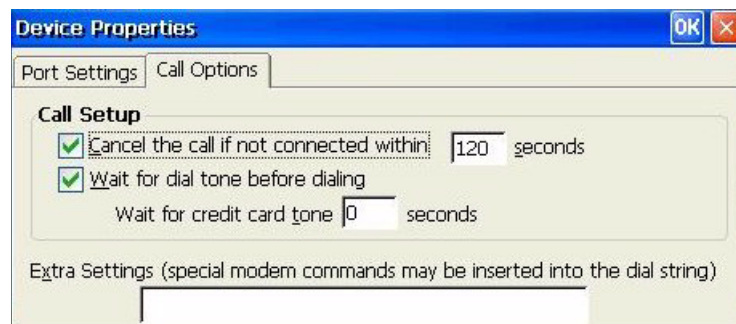 Device Properties OK
Port Settings Call Options
Call Setup
Cancel the call if not connected within 120 seconds
Wait for dial tone before dialing
Wait for credit card tone 0 seconds
Extra Settings (special modem commands may be inserted into the dial string)